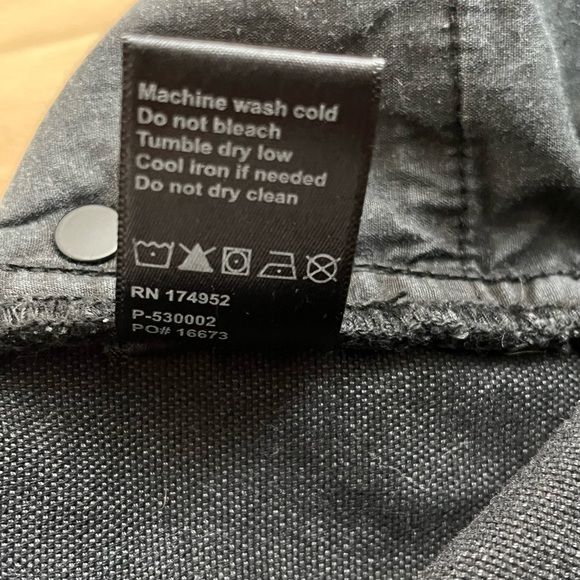 Machine wash cold
Do not bleach
Tumble dry low
Cool iron if needed
Do not dry clean
RN 174952
P-530002
PO# 16673